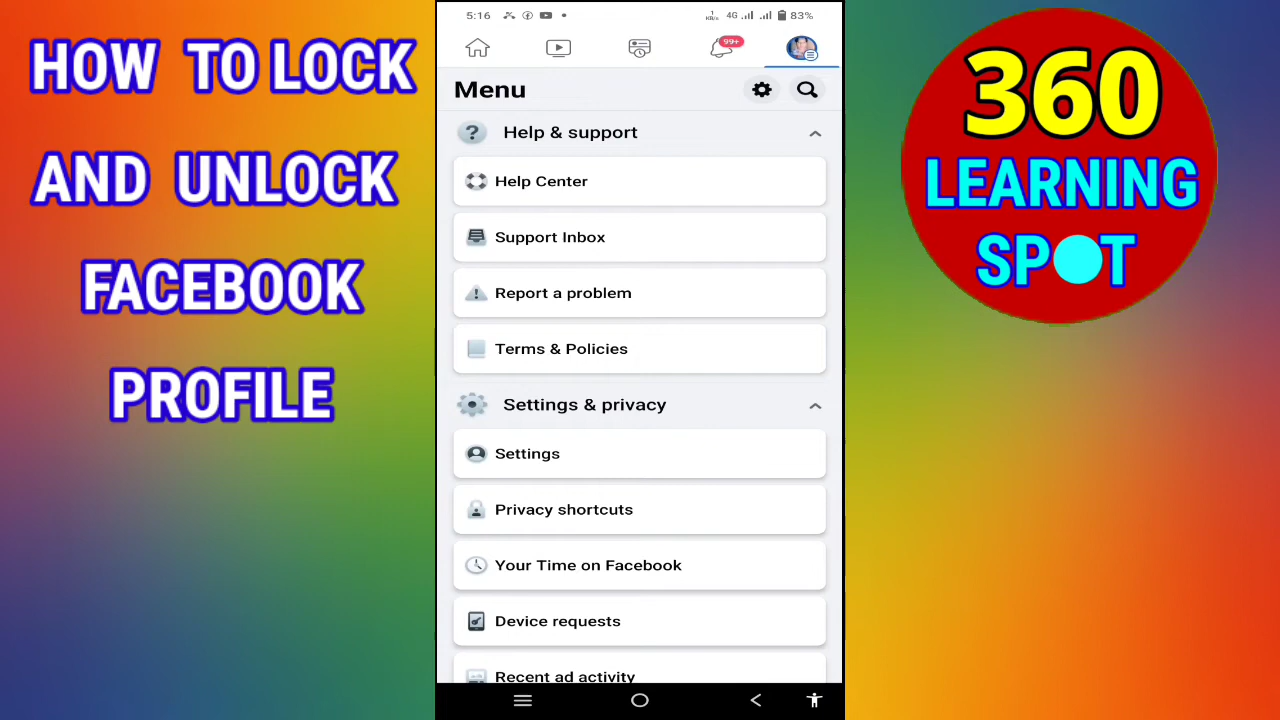 HOW TO LOCK
AND UNLOCK
FACEBOOK
PROFILE
5:16
1 KB/s 4G 83%
99+
Menu
Help & support
Help Center
Support Inbox
Report a problem
Terms & Policies
Settings & privacy
Settings
Privacy shortcuts
Your Time on Facebook
Device requests
Recent ad activity
360
LEARNING
SPOT